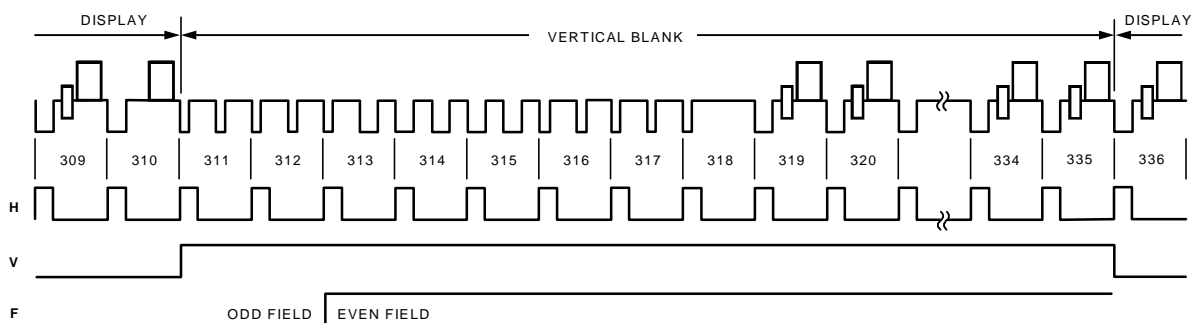 DISPLAY DISPLAY
VERTICAL BLANK
309 310 311 312 313 314 315 316 317 318 319 320 334 335 336
H
V
ODD FIELD EVEN FIELD
F